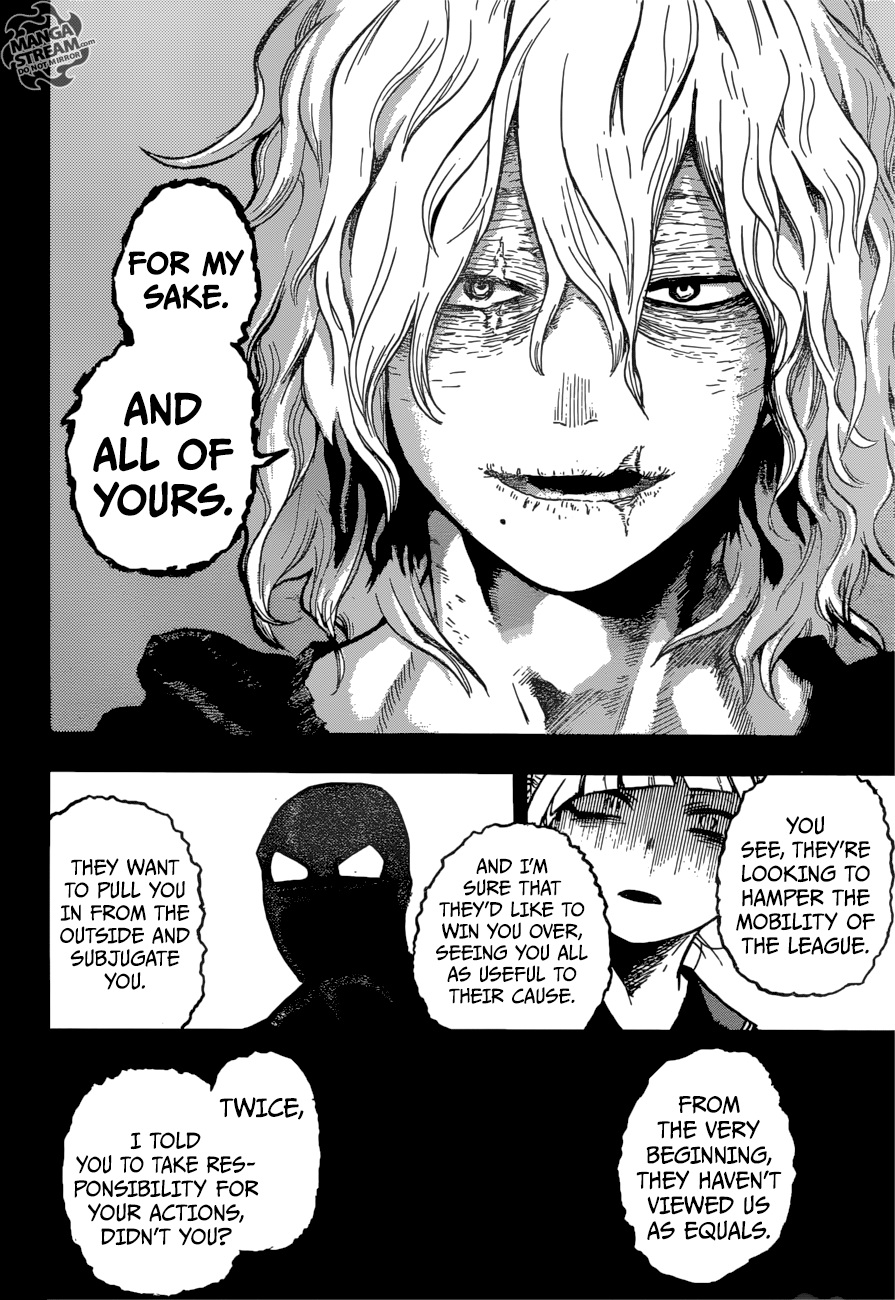 MANGA
STREAM.com
DO NOT MIRROR
FOR MY
SAKE.
AND
ALL OF
YOURS.
YOU
SEE, THEY'RE
LOOKING TO
HAMPER THE
MOBILITY OF
THE LEAGUE.
AND I'M
SURE THAT
THEY'D LIKE TO
WIN YOU OVER,
SEEING YOU ALL
AS USEFUL TO
THEIR CAUSE.
THEY WANT
TO PULL YOU
IN FROM THE
OUTSIDE AND
SUBJUGATE
YOU.
FROM
THE VERY
BEGINNING,
THEY HAVEN'T
VIEWED US
AS EQUALS.
TWICE,
I TOLD
YOU TO TAKE RES-
PONSIBILITY FOR
YOUR ACTIONS,
DIDN'T YOU?